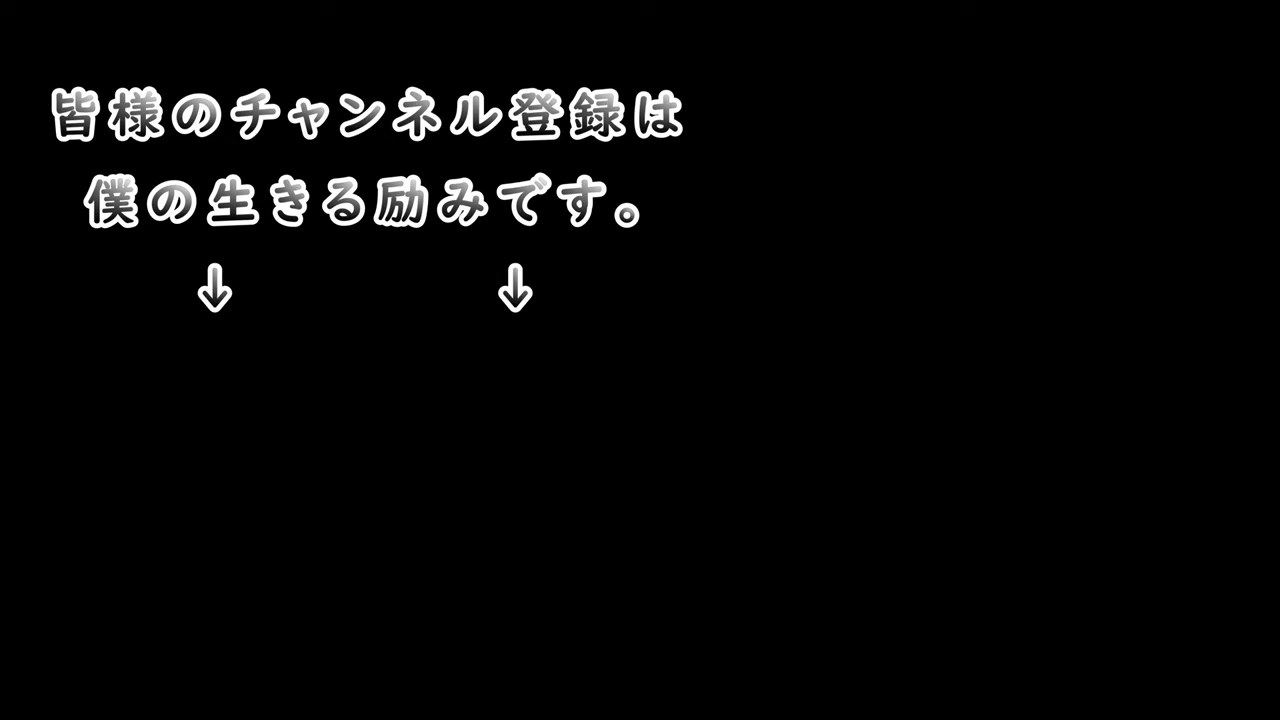 皆様のチャンネル登録は
僕の生きる励みです。
↓ ↓